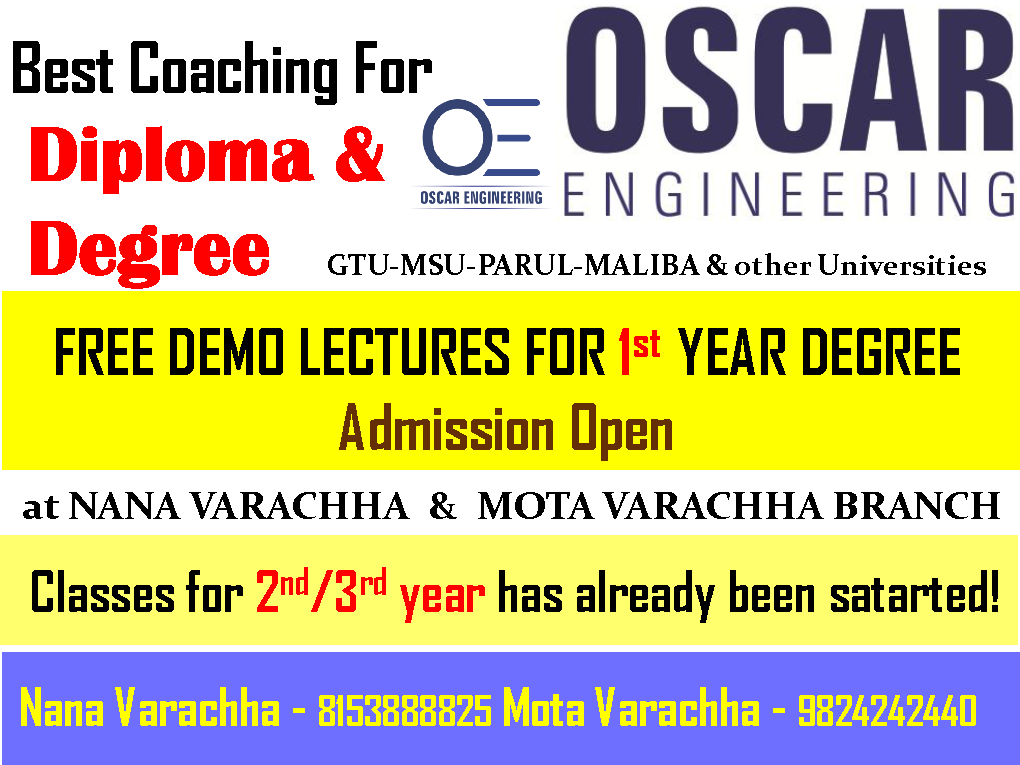 Best Coaching For
Diploma &
Degree
OE
OSCAR ENGINEERING
OSCAR
ENGINEERING
GTU-MSU-PARUL-MALIBA & other Universities
FREE DEMO LECTURES FOR 1st YEAR DEGREE
Admission Open
at NANA VARACHHA & MOTA VARACHHA BRANCH
Classes for 2nd/3rd year has already been satarted!
Nana Varachha - 8153888825 Mota Varachha - 9824242440